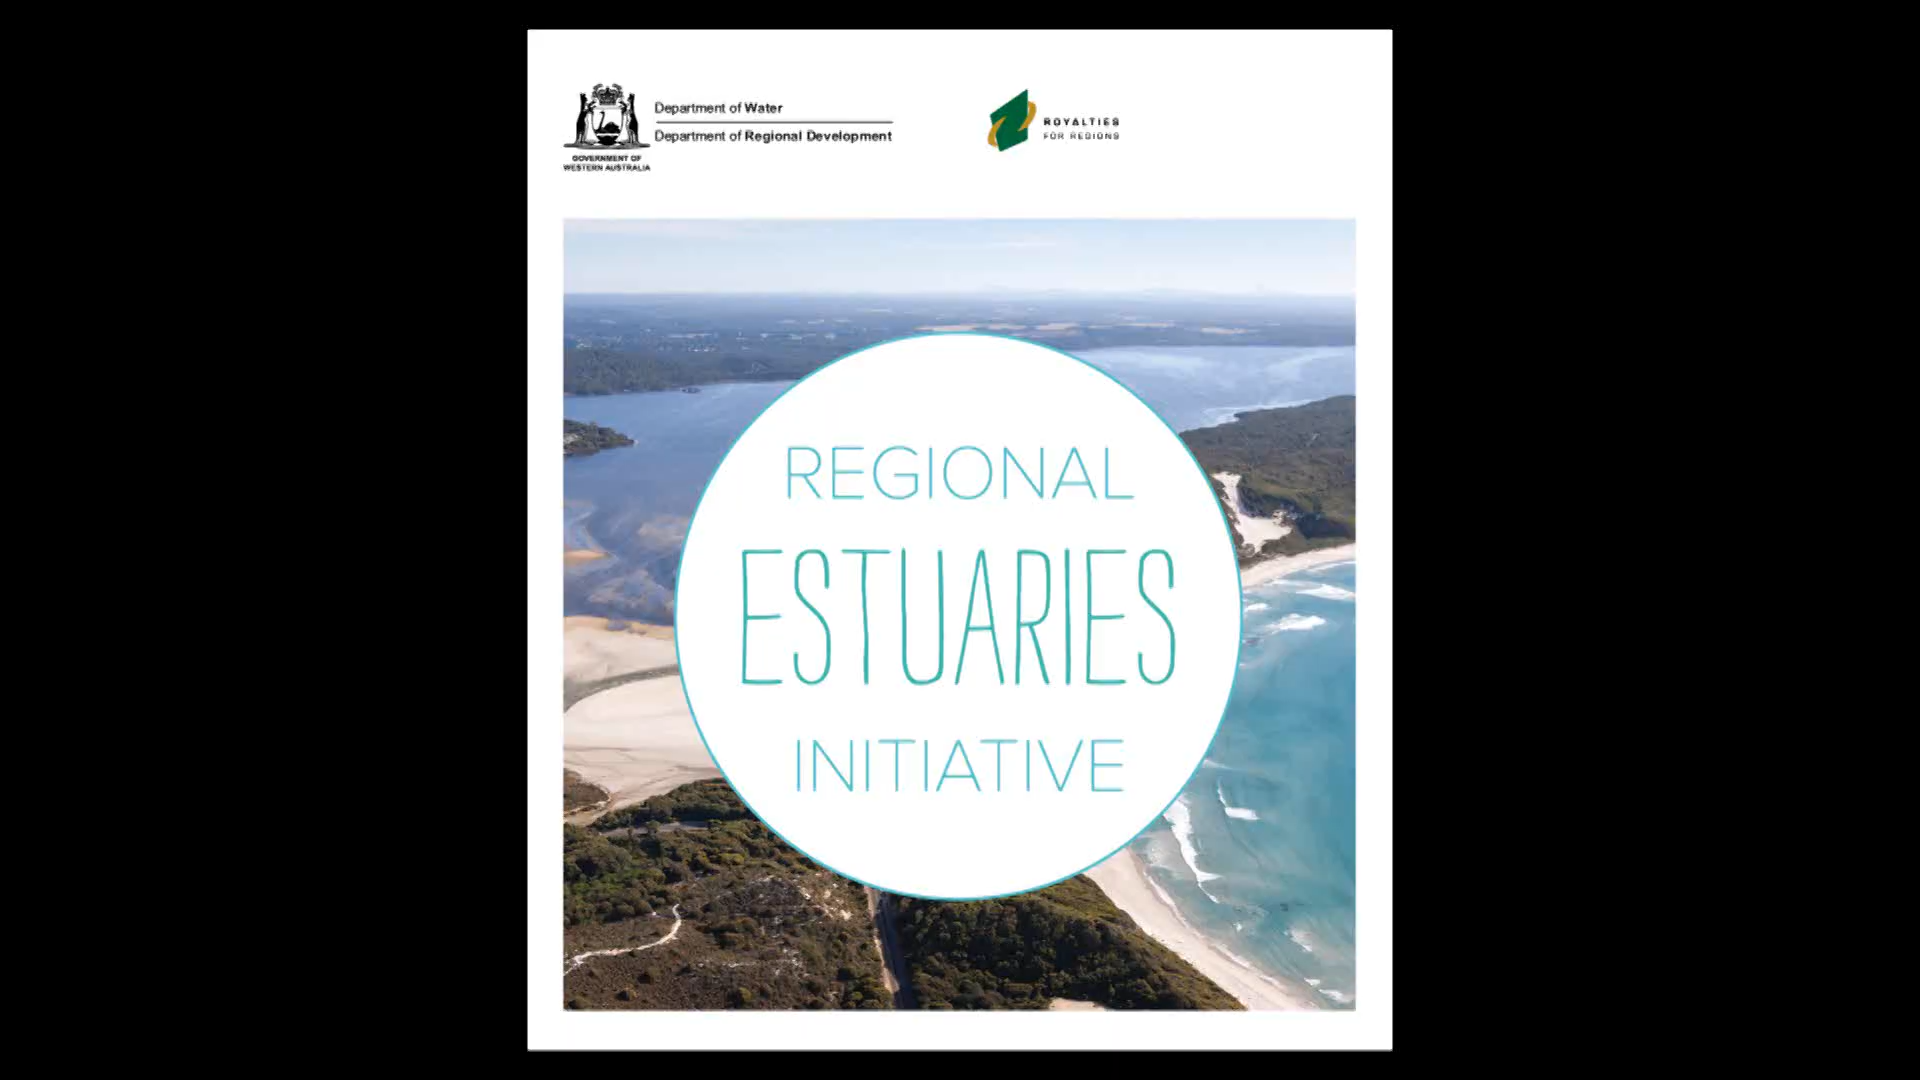 Department of Water
Department of Regional Development
GOVERNMENT OF
WESTERN AUSTRALIA
ROYALTIES
FOR REGIONS
REGIONAL
ESTUARIES
INITIATIVE